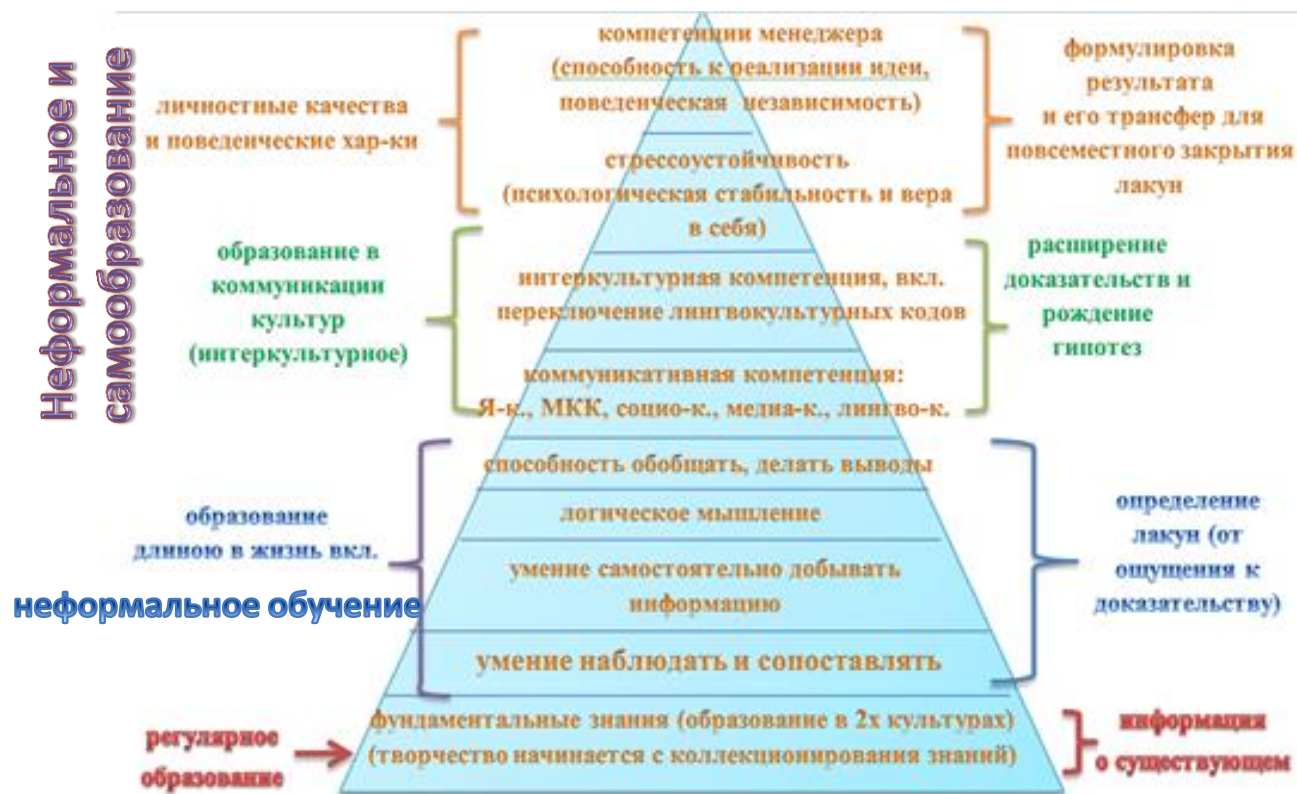 Неформальное и
самообразование
личностные качества
и поведенческие хар-ки
компетенции менеджера
(способность к реализации идеи,
поведенческая независимость)
стрессоустойчивость
(психологическая стабильность и вера
в себя)
формулировка
результата
и его трансфер для
повсеместного закрытия
лакун
образование в
коммуникации
культур
(интеркультурное)
интеркультурная компетенция, вкл.
переключение лингвокультурных кодов
коммуникативная компетенция:
Я-к., МКК, социо-к., медиа-к., лингво-к.
расширение
доказательств и
рождение
гипотез
образование
длиною в жизнь вкл.
неформальное обучение
способность обобщать, делать выводы
логическое мышление
умение самостоятельно добывать
информацию
умение наблюдать и сопоставлять
определение
лакун (от
ощущения к
доказательству)
регулярное
образование
фундаментальные знания (образование в 2х культурах)
(творчество начинается с коллекционирования знаний)
информация
о существующем